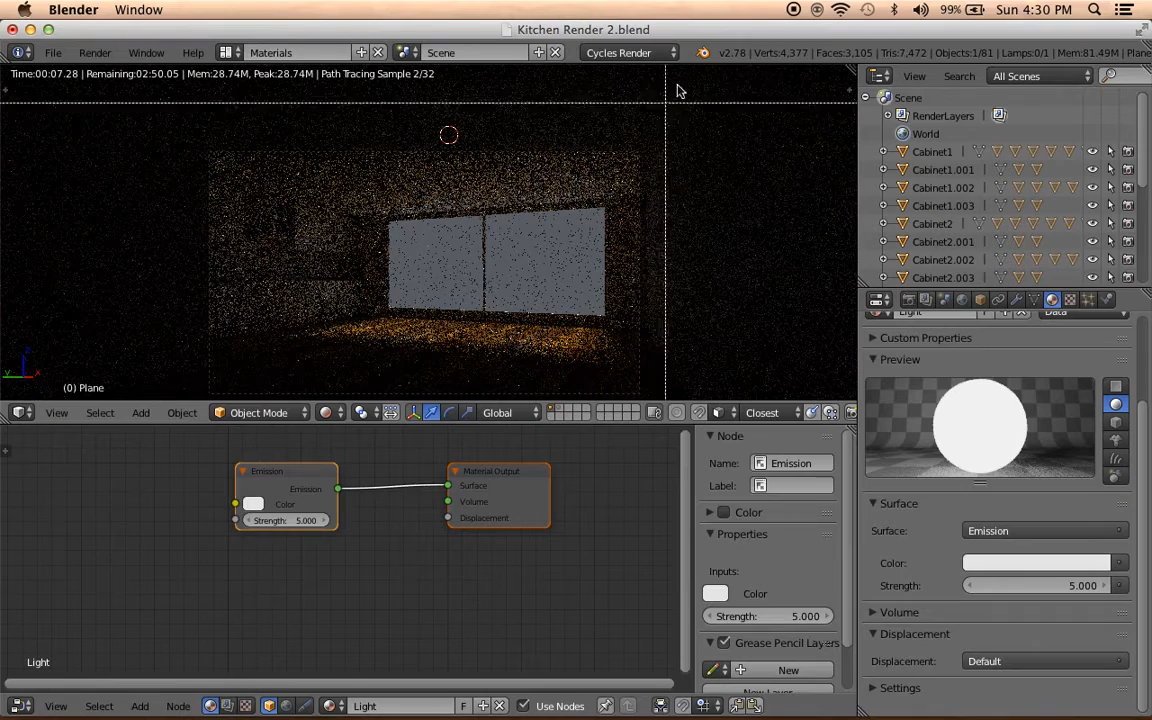 Blender Window 99% Sun 4:30 PM
Kitchen Render 2.blend
File Render Window Help Materials Scene Cycles Render v2.78 | Verts:4,377 | Faces:3,105 | Tris:7,472 | Objects:1/81 | Lamps:0/1 | Mem:81.49M | Plane
Time:00:07.28 | Remaining:02:50.05 | Mem:28.74M, Peak:28.74M | Path Tracing Sample 2/32
View Search All Scenes
Scene
RenderLayers
World
Cabinet1
Cabinet1.001
Cabinet1.002
Cabinet1.003
Cabinet2
Cabinet2.001
Cabinet2.002
Cabinet2.003
(0) Plane
View Select Add Object Object Mode Global Closest
Light F Data
Custom Properties
Preview
Surface
Surface: Emission
Color:
Strength: 5.000
Volume
Displacement
Displacement: Default
Settings
Emission
Emission
Color
Strength: 5.000
Material Output
Surface
Volume
Displacement
Node
Name: Emission
Label:
Color
Properties
Inputs:
Color
Strength: 5.000
Grease Pencil Layers
New
New Layer
Light
View Select Add Node Light F Use Nodes